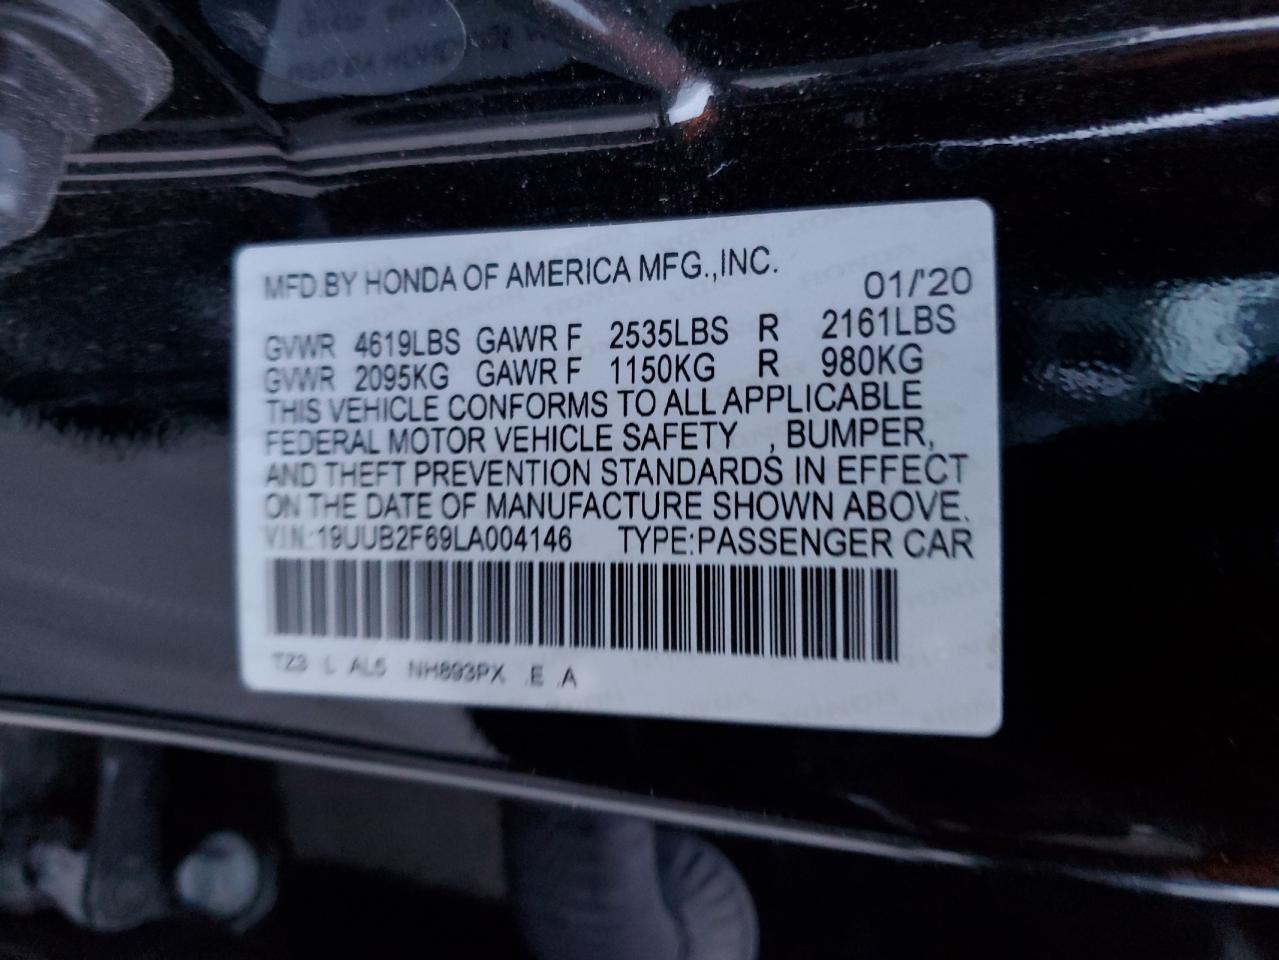 MFD.BY HONDA OF AMERICA MFG.,INC. 01/'20
GVWR 4619LBS GAWR F 2535LBS R 2161LBS
GVWR 2095KG GAWR F 1150KG R 980KG
THIS VEHICLE CONFORMS TO ALL APPLICABLE
FEDERAL MOTOR VEHICLE SAFETY , BUMPER,
AND THEFT PREVENTION STANDARDS IN EFFECT
ON THE DATE OF MANUFACTURE SHOWN ABOVE.
VIN:19UUB2F69LA004146 TYPE:PASSENGER CAR
TZ3 L AL5 NH893PX .E .A